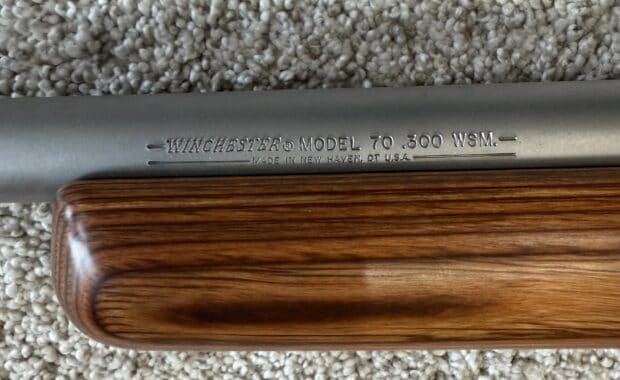 WINCHESTER® MODEL 70 .300 WSM.
MADE IN NEW HAVEN, CT U.S.A.